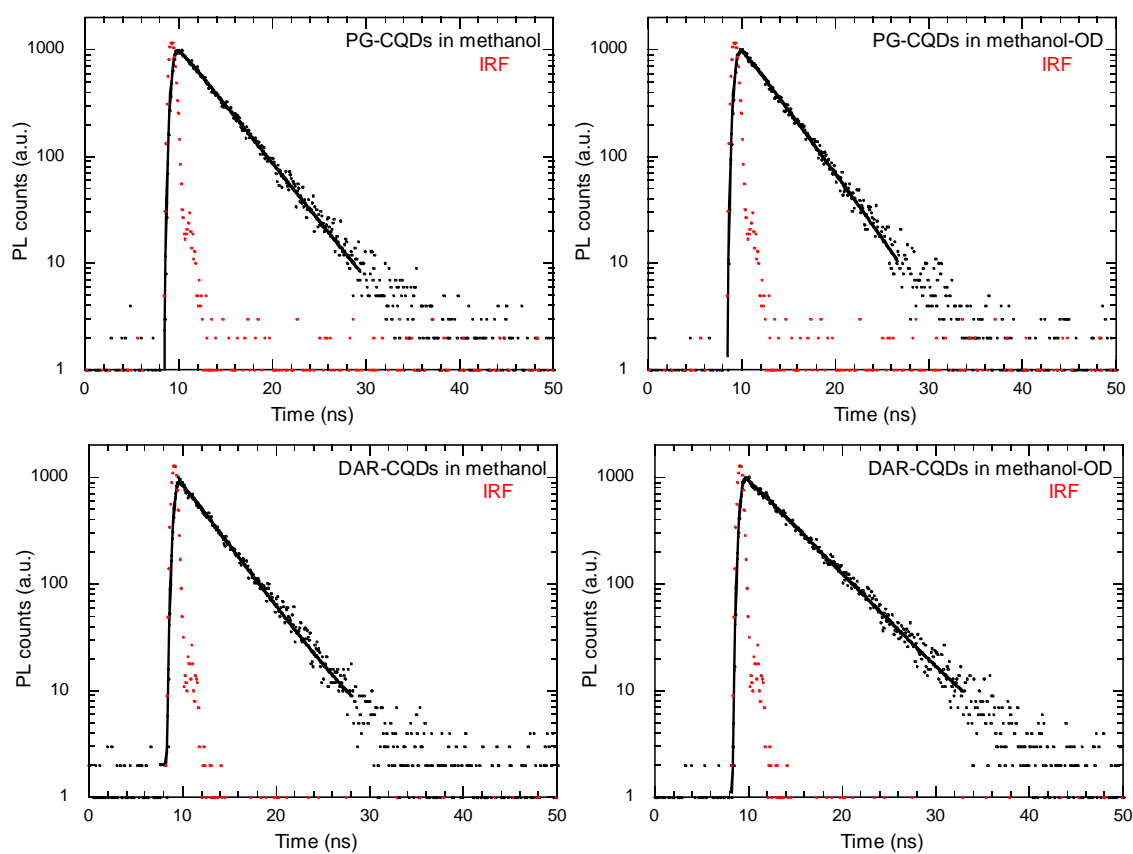 PG-CQDs in methanol
IRF
1000
100
10
1
PL counts (a.u.)
0 10 20 30 40 50
Time (ns)
PG-CQDs in methanol-OD
IRF
1000
100
10
1
PL counts (a.u.)
0 10 20 30 40 50
Time (ns)
DAR-CQDs in methanol
IRF
1000
100
10
1
PL counts (a.u.)
0 10 20 30 40 50
Time (ns)
DAR-CQDs in methanol-OD
IRF
1000
100
10
1
PL counts (a.u.)
0 10 20 30 40 50
Time (ns)